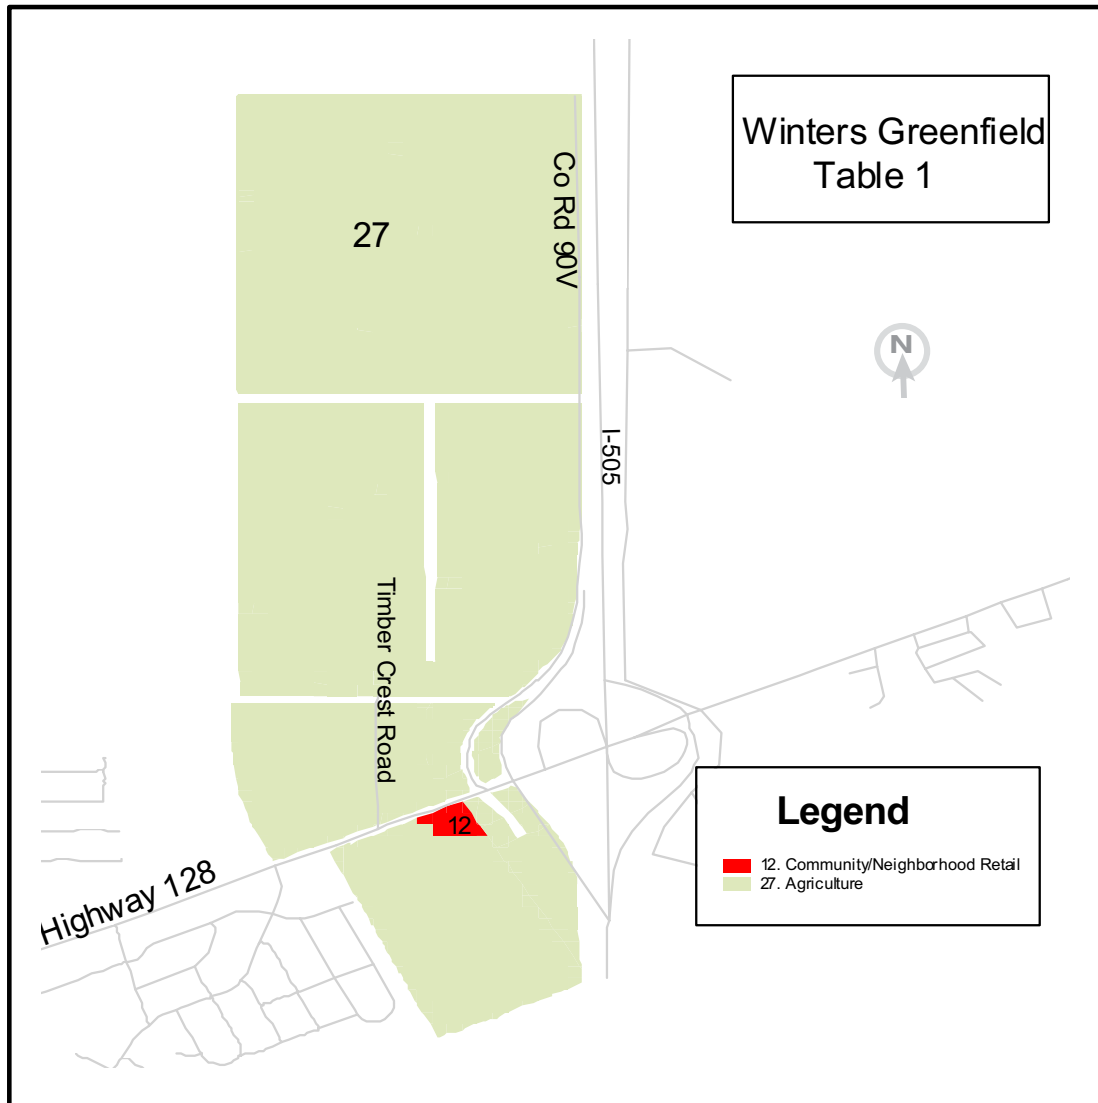 Winters Greenfield
Table 1
Co Rd 90V
27
N
I-505
Timber Crest Road
12
Highway 128
Legend
12. Community/Neighborhood Retail
27. Agriculture